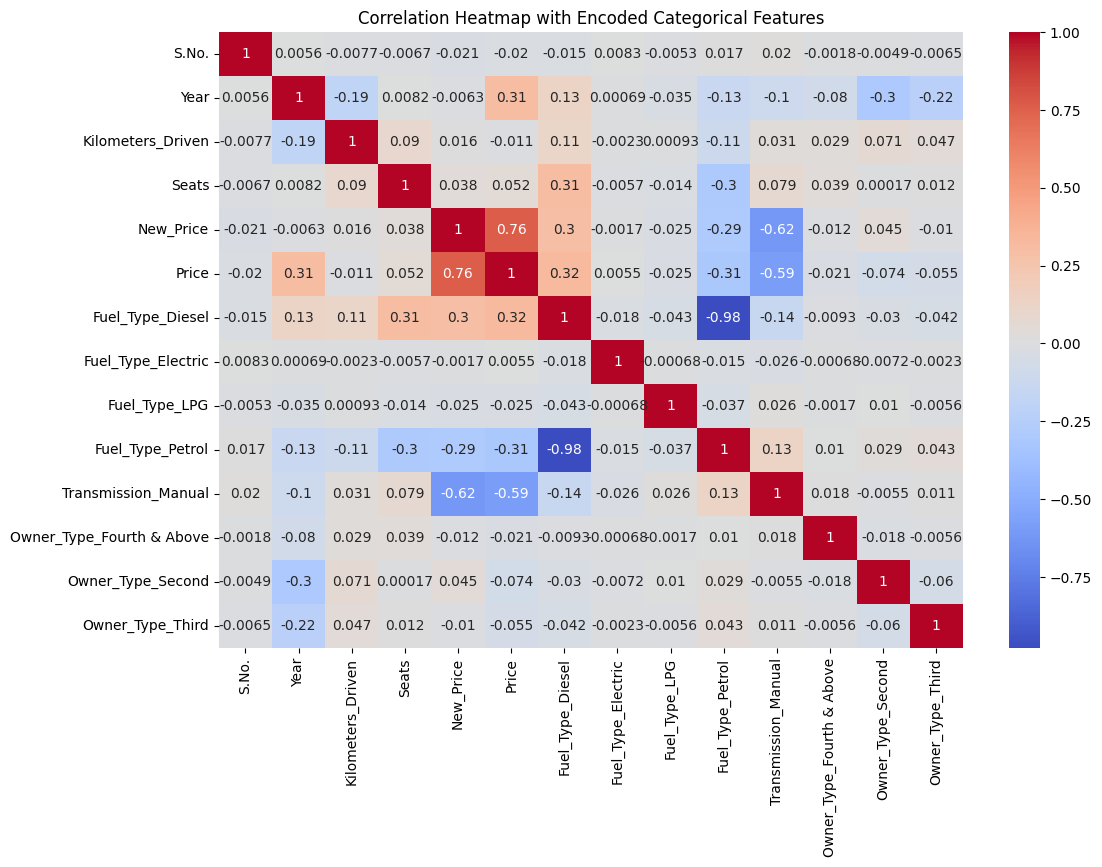 Correlation Heatmap with Encoded Categorical Features
S.No. 1 0.0056 -0.0077 -0.0067 -0.021 -0.02 -0.015 0.0083 -0.0053 0.017 0.02 -0.0018 -0.0049 -0.0065
Year 0.0056 1 -0.19 0.0082 -0.0063 0.31 0.13 0.00069 -0.035 -0.13 -0.1 -0.08 -0.3 -0.22
Kilometers_Driven -0.0077 -0.19 1 0.09 0.016 -0.011 0.11 -0.0023 0.00093 -0.11 0.031 0.029 0.071 0.047
Seats -0.0067 0.0082 0.09 1 0.038 0.052 0.31 -0.0057 -0.014 -0.3 0.079 0.039 0.00017 0.012
New_Price -0.021 -0.0063 0.016 0.038 1 0.76 0.3 -0.0017 -0.025 -0.29 -0.62 -0.012 0.045 -0.01
Price -0.02 0.31 -0.011 0.052 0.76 1 0.32 0.0055 -0.025 -0.31 -0.59 -0.021 -0.074 -0.055
Fuel_Type_Diesel -0.015 0.13 0.11 0.31 0.3 0.32 1 -0.018 -0.043 -0.98 -0.14 -0.0093 -0.03 -0.042
Fuel_Type_Electric 0.0083 0.00069 -0.0023 -0.0057 -0.0017 0.0055 -0.018 1 -0.00068 -0.015 -0.026 -0.00068 -0.0072 -0.0023
Fuel_Type_LPG -0.0053 -0.035 0.00093 -0.014 -0.025 -0.025 -0.043 -0.00068 1 -0.037 0.026 -0.0017 0.01 -0.0056
Fuel_Type_Petrol 0.017 -0.13 -0.11 -0.3 -0.29 -0.31 -0.98 -0.015 -0.037 1 0.13 0.01 0.029 0.043
Transmission_Manual 0.02 -0.1 0.031 0.079 -0.62 -0.59 -0.14 -0.026 0.026 0.13 1 0.018 -0.0055 0.011
Owner_Type_Fourth & Above -0.0018 -0.08 0.029 0.039 -0.012 -0.021 -0.0093 -0.00068 -0.0017 0.01 0.018 1 -0.018 -0.0056
Owner_Type_Second -0.0049 -0.3 0.071 0.00017 0.045 -0.074 -0.03 -0.0072 0.01 0.029 -0.0055 -0.018 1 -0.06
Owner_Type_Third -0.0065 -0.22 0.047 0.012 -0.01 -0.055 -0.042 -0.0023 -0.0056 0.043 0.011 -0.0056 -0.06 1
S.No.
Year
Kilometers_Driven
Seats
New_Price
Price
Fuel_Type_Diesel
Fuel_Type_Electric
Fuel_Type_LPG
Fuel_Type_Petrol
Transmission_Manual
Owner_Type_Fourth & Above
Owner_Type_Second
Owner_Type_Third
1.00
0.75
0.50
0.25
0.00
−0.25
−0.50
−0.75